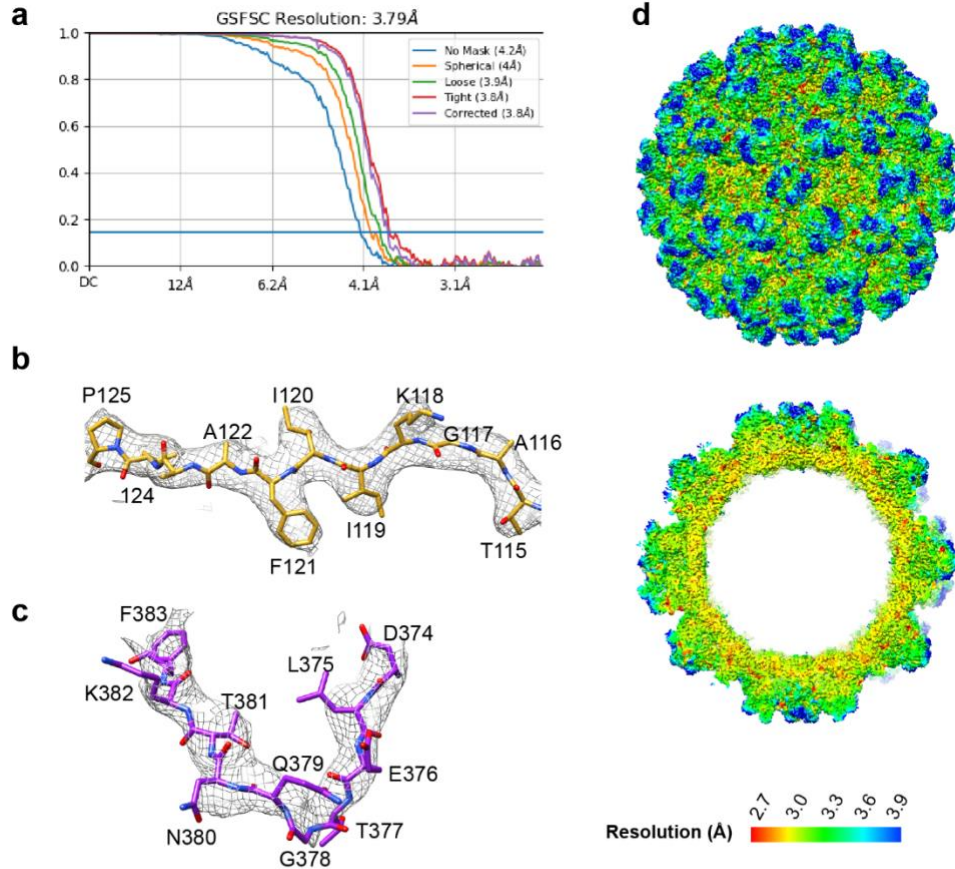 a
GSFSC Resolution: 3.79Å
1.0
0.8
0.6
0.4
0.2
0.0
DC
12Å
6.2Å
4.1Å
3.1Å
No Mask (4.2Å)
Spherical (4Å)
Loose (3.9Å)
Tight (3.8Å)
Corrected (3.8Å)
b
P125
I120
K118
A122
G117
A116
124
I119
T115
F121
c
F383
D374
L375
K382
T381
Q379
E376
N380
T377
G378
d
2.7
3.0
3.3
3.6
3.9
Resolution (Å)